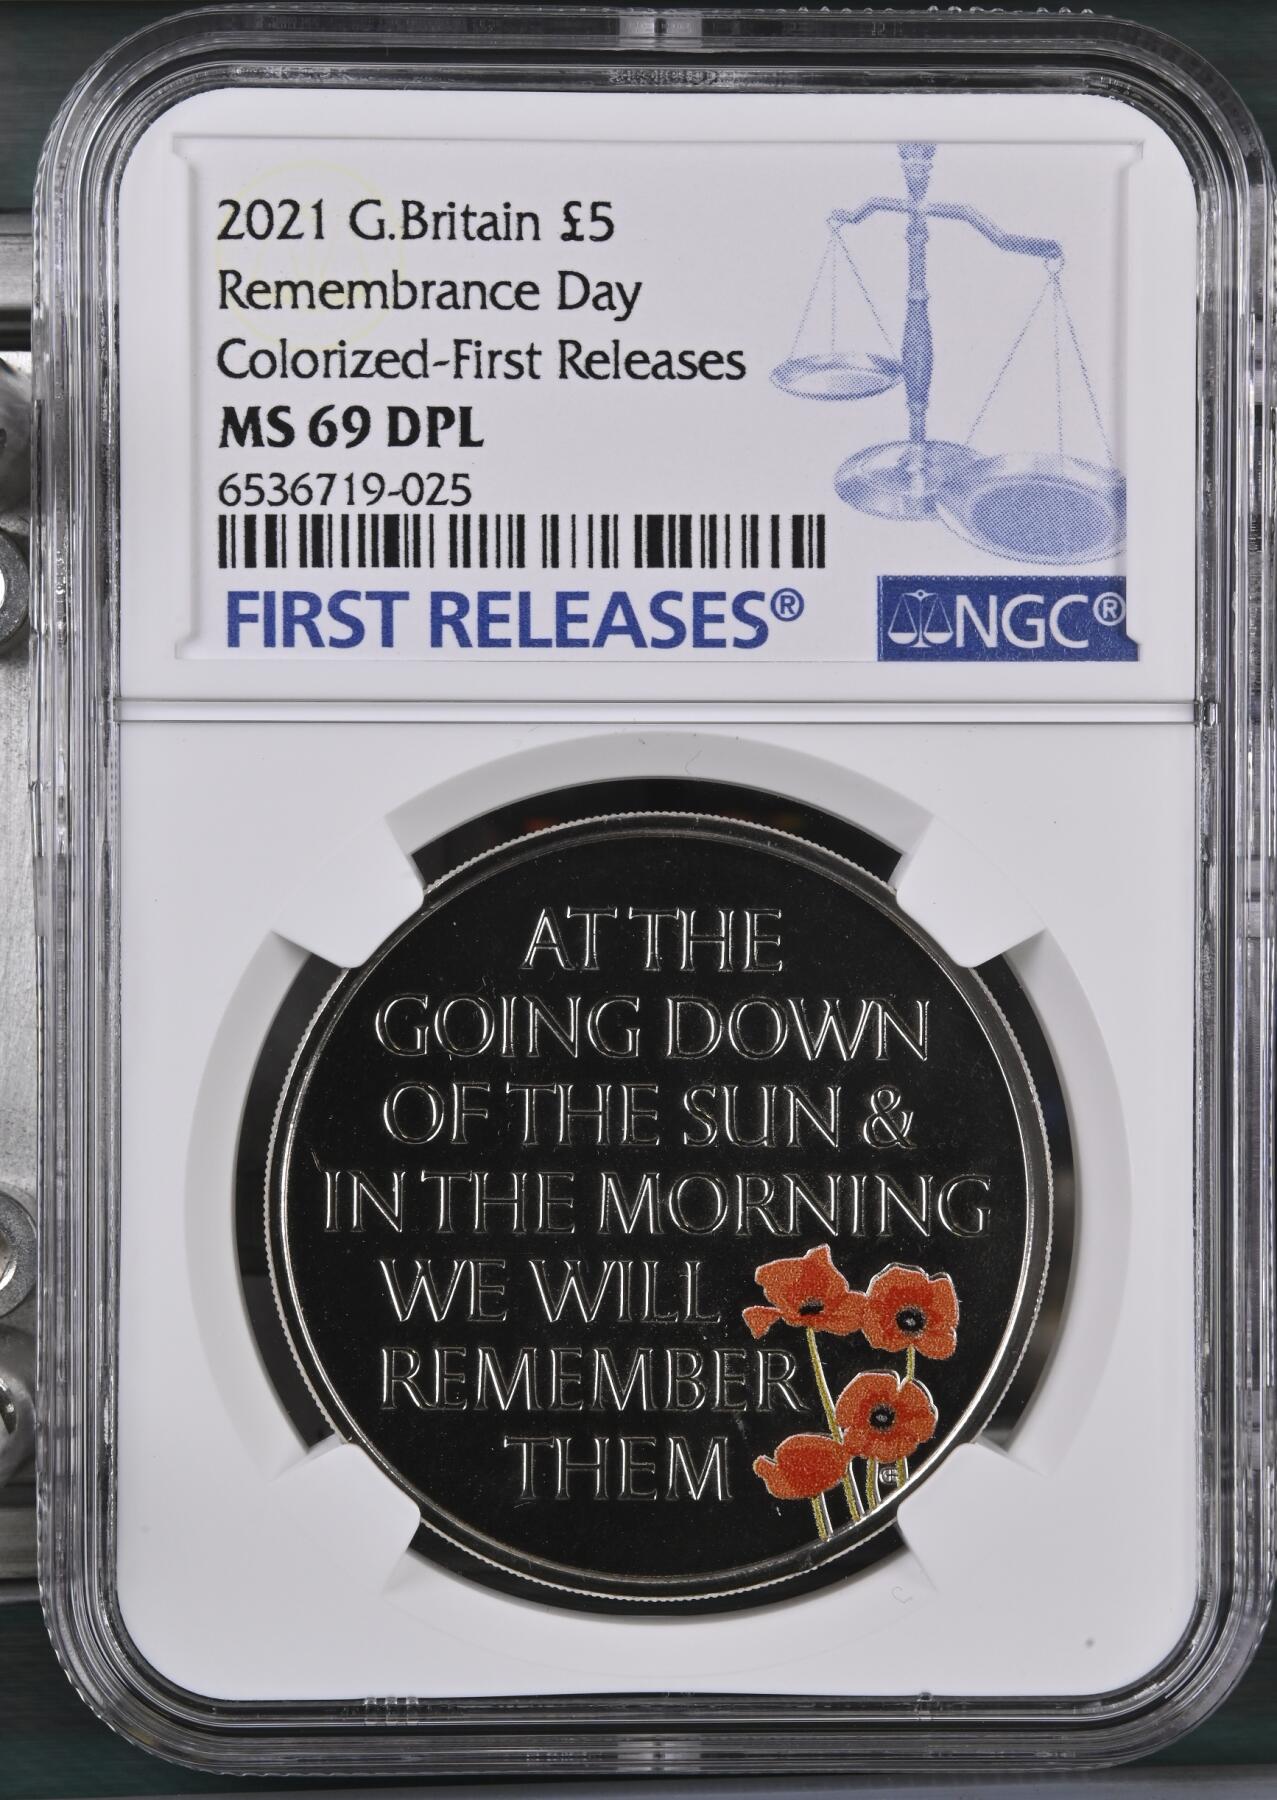 2021 G.Britain £5
Remembrance Day
Colorized-First Releases
MS 69 DPL
6536719-025
FIRST RELEASES®
NGC®
AT THE
GOING DOWN
OF THE SUN &
IN THE MORNING
WE WILL
REMEMBER
THEM